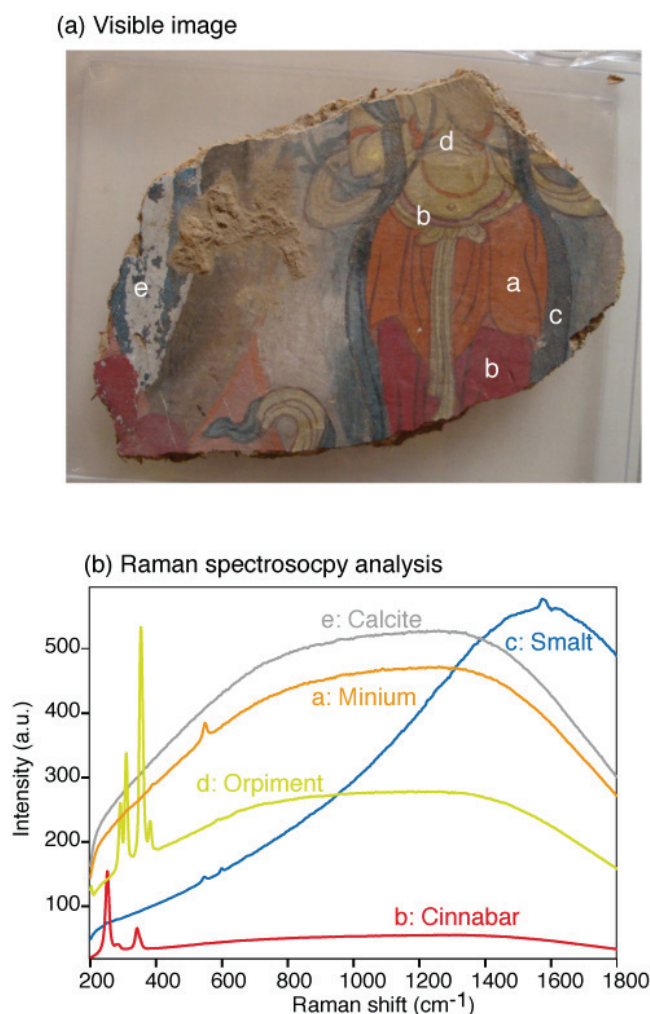 (a) Visible image
d
b
e
a
c
b
(b) Raman spectrosocpy analysis
e: Calcite
c: Smalt
a: Minium
d: Orpiment
b: Cinnabar
500
400
300
200
100
Intensity (a.u.)
200 400 600 800 1000 1200 1400 1600 1800
Raman shift (cm⁻¹)